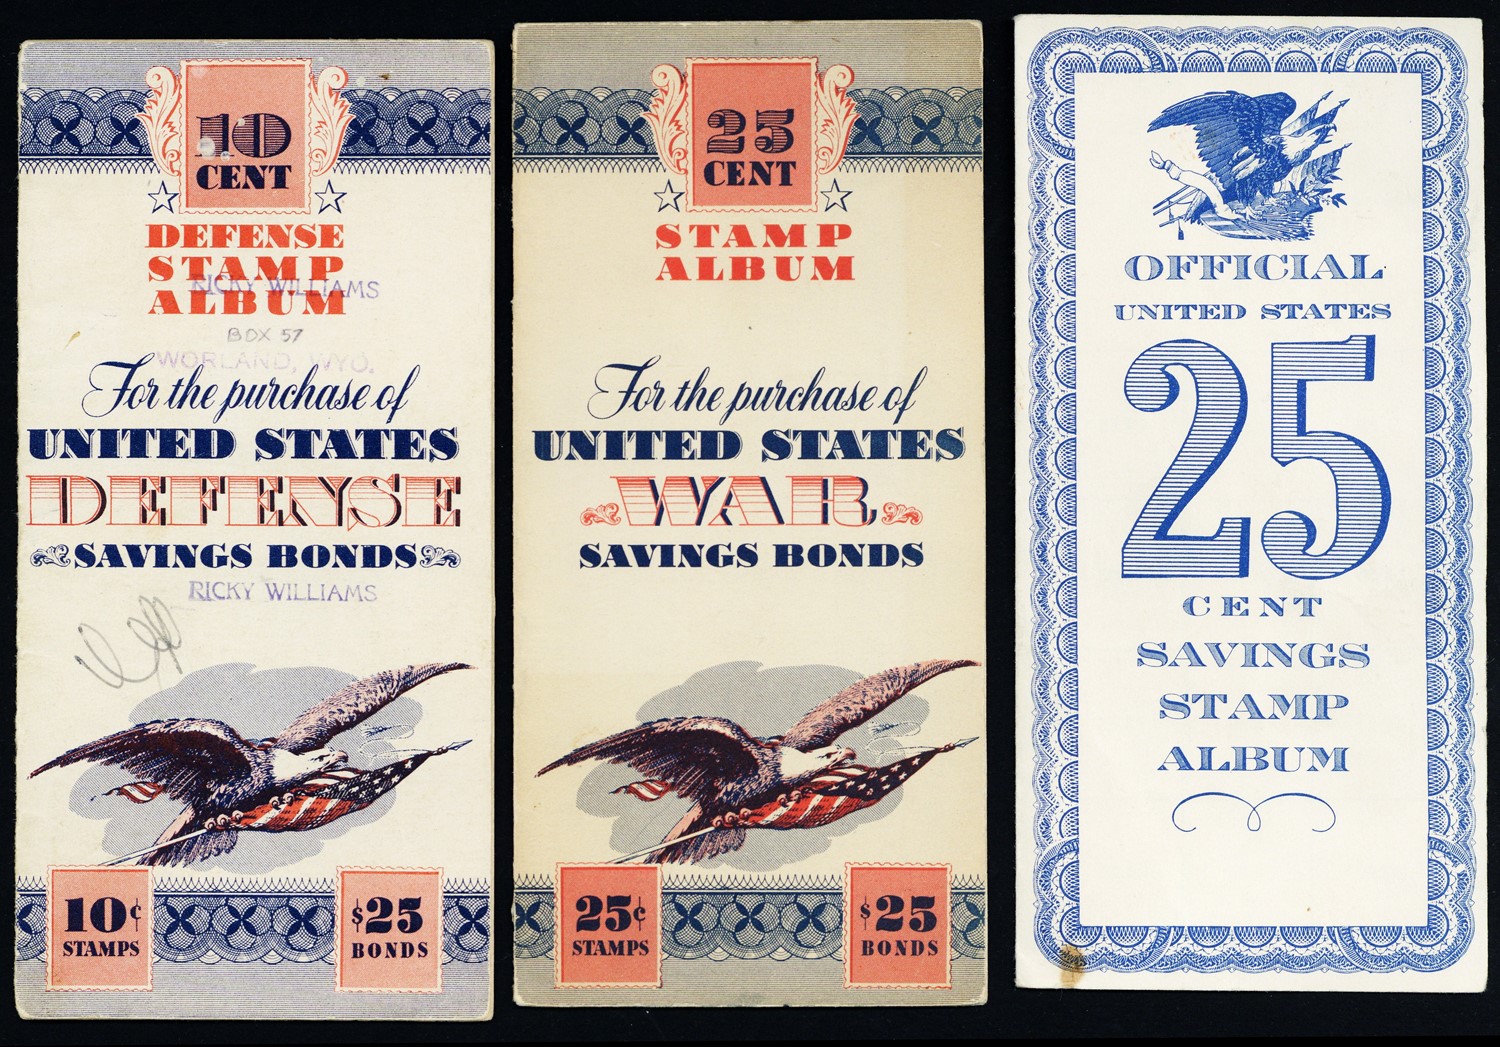 10
CENT
DEFENSE
STAMP
ALBUM
RICKY WILLIAMS
BOX 57
WORLAND, WYO.
For the purchase of
UNITED STATES
DEFENSE
SAVINGS BONDS
RICKY WILLIAMS
10¢
STAMPS
$25
BONDS
25
CENT
STAMP
ALBUM
For the purchase of
UNITED STATES
WAR
SAVINGS BONDS
25¢
STAMPS
$25
BONDS
OFFICIAL
UNITED STATES
25
CENT
SAVINGS
STAMP
ALBUM